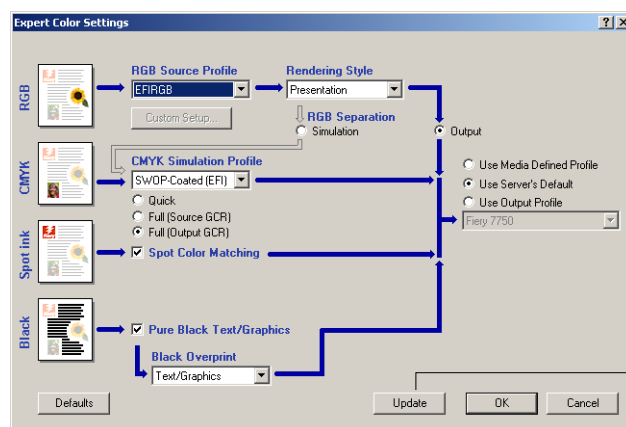 Expert Color Settings
RGB
RGB Source Profile
Rendering Style
EFIRGB
Presentation
Custom Setup...
RGB Separation
Simulation
Output
CMYK
CMYK Simulation Profile
SWOP-Coated (EFI)
Quick
Full (Source GCR)
Full (Output GCR)
Use Media Defined Profile
Use Server's Default
Use Output Profile
Fiery 7750
Spot ink
Spot Color Matching
Black
Pure Black Text/Graphics
Black Overprint
Text/Graphics
Defaults
Update
OK
Cancel